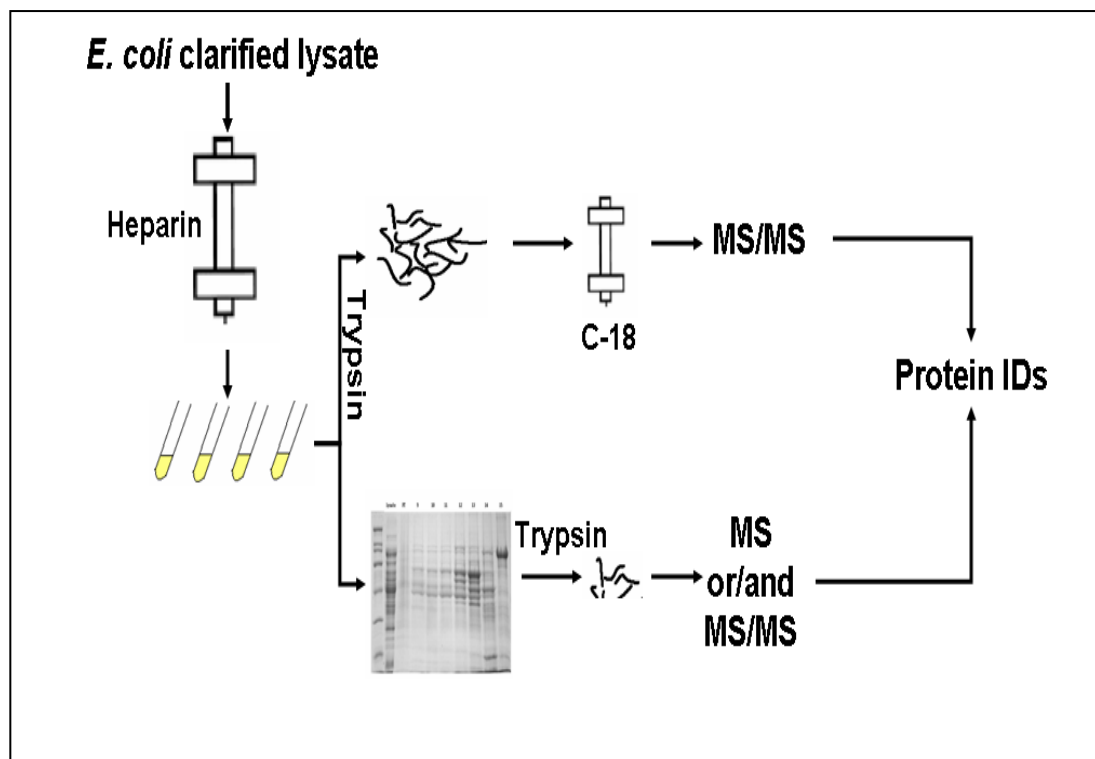 E. coli clarified lysate
Heparin
Trypsin
C-18
MS/MS
Protein IDs
Trypsin
MS
or/and
MS/MS